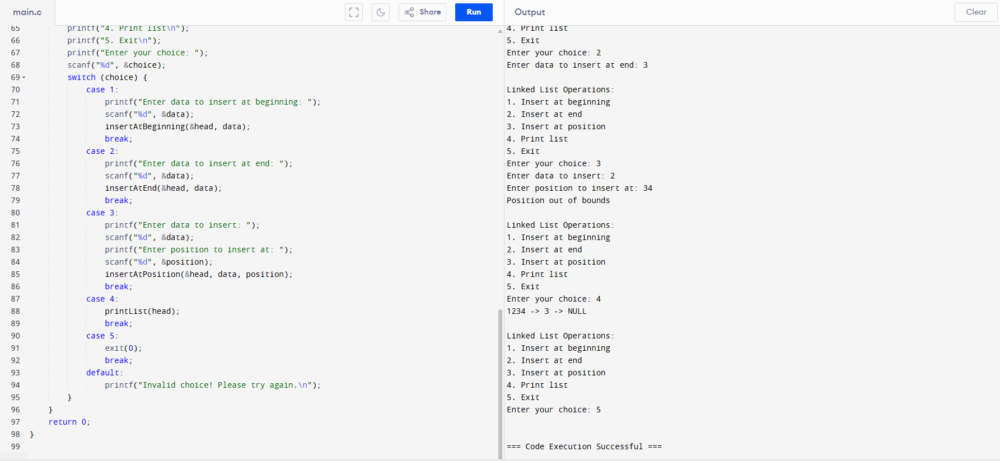 main.c
Share
Run
65 printf("4. Print list\n");
66 printf("5. Exit\n");
67 printf("Enter your choice: ");
68 scanf("%d", &choice);
69 switch (choice) {
70 case 1:
71 printf("Enter data to insert at beginning: ");
72 scanf("%d", &data);
73 insertAtBeginning(&head, data);
74 break;
75 case 2:
76 printf("Enter data to insert at end: ");
77 scanf("%d", &data);
78 insertAtEnd(&head, data);
79 break;
80 case 3:
81 printf("Enter data to insert: ");
82 scanf("%d", &data);
83 printf("Enter position to insert at: ");
84 scanf("%d", &position);
85 insertAtPosition(&head, data, position);
86 break;
87 case 4:
88 printList(head);
89 break;
90 case 5:
91 exit(0);
92 break;
93 default:
94 printf("Invalid choice! Please try again.\n");
95 }
96 }
97 return 0;
98 }
99
Output
Clear
4. Print list
5. Exit
Enter your choice: 2
Enter data to insert at end: 3
Linked List Operations:
1. Insert at beginning
2. Insert at end
3. Insert at position
4. Print list
5. Exit
Enter your choice: 3
Enter data to insert: 2
Enter position to insert at: 34
Position out of bounds
Linked List Operations:
1. Insert at beginning
2. Insert at end
3. Insert at position
4. Print list
5. Exit
Enter your choice: 4
1234 -> 3 -> NULL
Linked List Operations:
1. Insert at beginning
2. Insert at end
3. Insert at position
4. Print list
5. Exit
Enter your choice: 5
=== Code Execution Successful ===